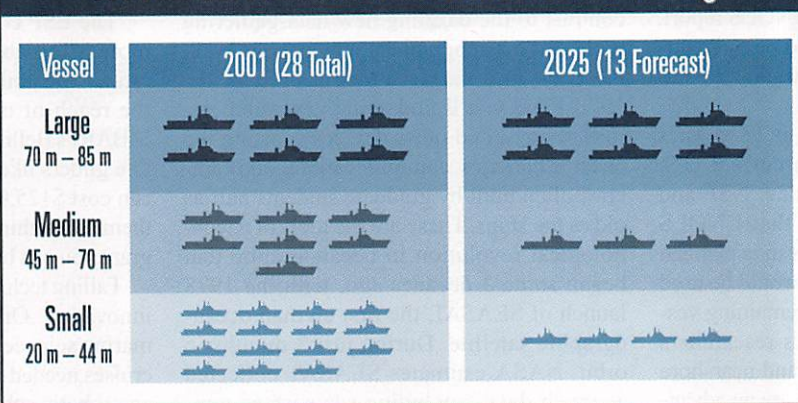 Vessel
2001 (28 Total)
2025 (13 Forecast)
Large
70 m – 85 m
Medium
45 m – 70 m
Small
20 m – 44 m